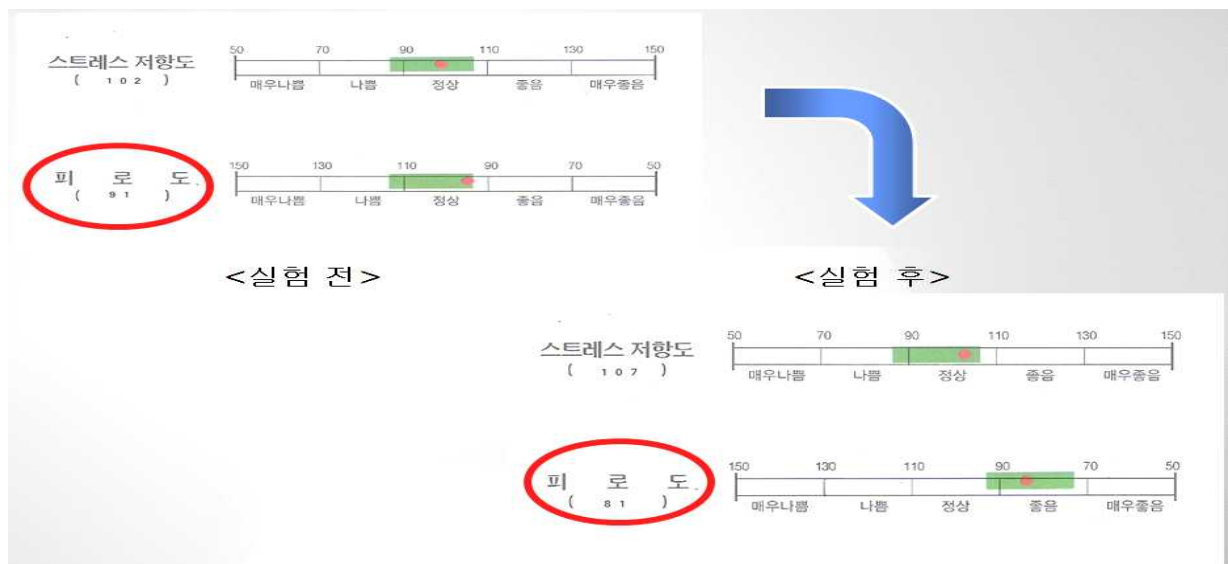 50 70 90 110 130 150
스트레스 저항도
( 102 )
매우나쁨 나쁨 정상 좋음 매우좋음
150 130 110 90 70 50
피 로 도
( 91 )
매우나쁨 나쁨 정상 좋음 매우좋음
<실험 전>
<실험 후>
50 70 90 110 130 150
스트레스 저항도
( 107 )
매우나쁨 나쁨 정상 좋음 매우좋음
150 130 110 90 70 50
피 로 도
( 81 )
매우나쁨 나쁨 정상 좋음 매우좋음